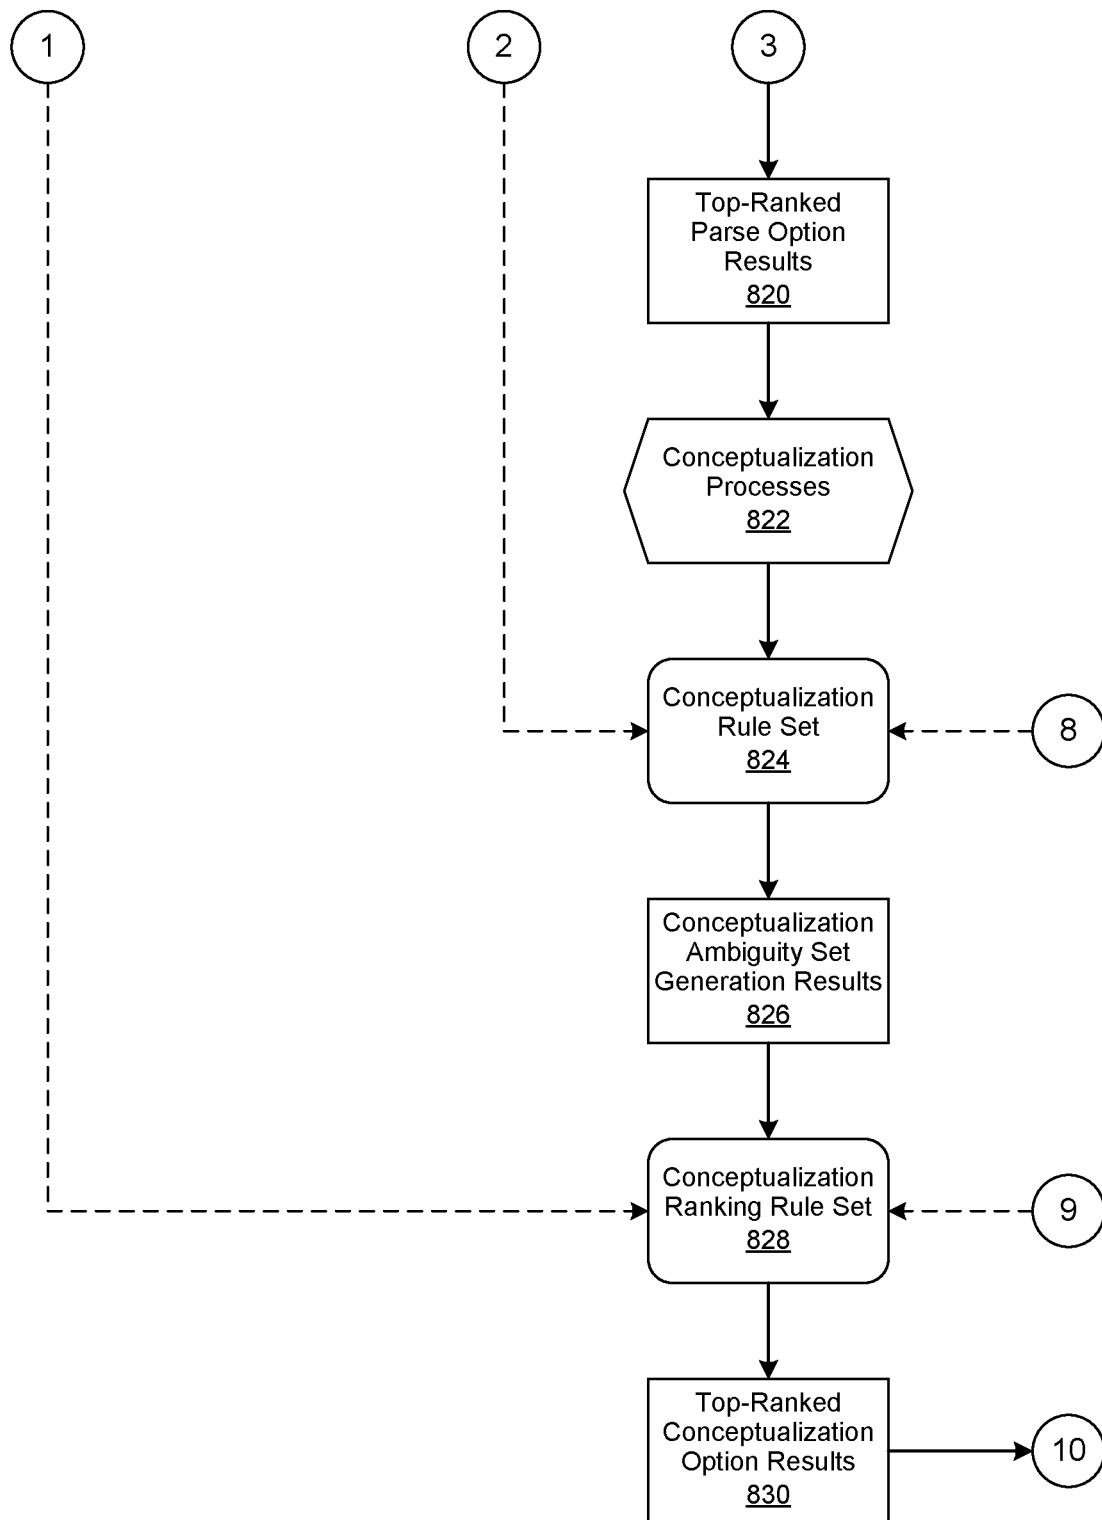 1
2
3
Top-Ranked
Parse Option
Results
820
Conceptualization
Processes
822
Conceptualization
Rule Set
824
8
Conceptualization
Ambiguity Set
Generation Results
826
Conceptualization
Ranking Rule Set
828
9
Top-Ranked
Conceptualization
Option Results
830
10